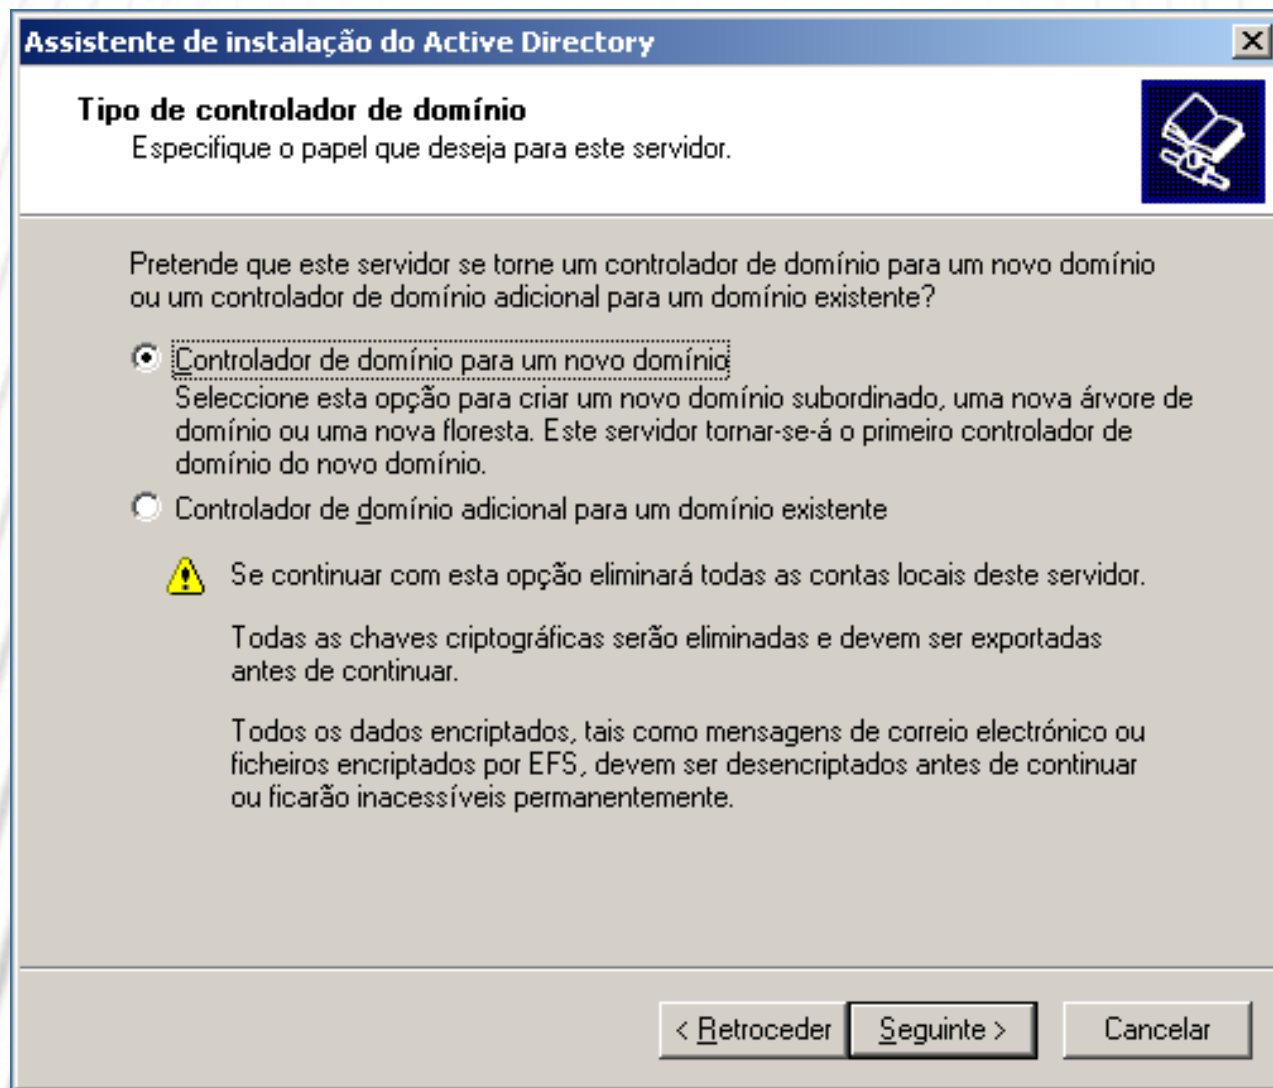 Assistente de instalação do Active Directory
Tipo de controlador de domínio
Especifique o papel que deseja para este servidor.
Pretende que este servidor se torne um controlador de domínio para um novo domínio
ou um controlador de domínio adicional para um domínio existente?
Controlador de domínio para um novo domínio
Seleccione esta opção para criar um novo domínio subordinado, uma nova árvore de
domínio ou uma nova floresta. Este servidor tornar-se-á o primeiro controlador de
domínio do novo domínio.
Controlador de domínio adicional para um domínio existente
Se continuar com esta opção eliminará todas as contas locais deste servidor.
Todas as chaves criptográficas serão eliminadas e devem ser exportadas
antes de continuar.
Todos os dados encriptados, tais como mensagens de correio electrónico ou
ficheiros encriptados por EFS, devem ser desencriptados antes de continuar
ou ficarão inacessíveis permanentemente.
< Retroceder Seguinte > Cancelar